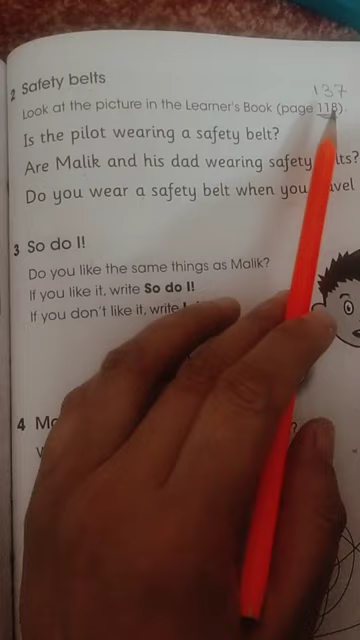 2 Safety belts
137
Look at the picture in the Learner's Book (page 118).
Is the pilot wearing a safety belt?
Are Malik and his dad wearing safety
Do you wear a safety belt when you
3 So do I!
Do you like the same things as Malik?
If you like it, write So do I!
If you don't like it, write
4